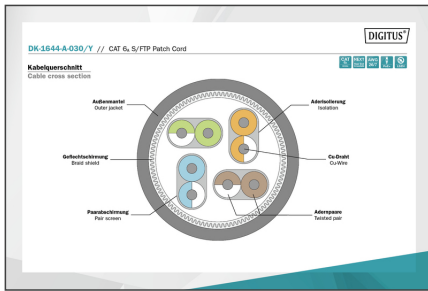 DIGITUS
DK-1644-A-030/Y // CAT 6A S/FTP Patch Cord
Kabelquerschnitt
Cable cross section
Außenmantel
Outer jacket
Aderisolierung
Isolation
Geflechtschirmung
Braid shield
Cu-Draht
Cu-Wire
Paarabschirmung
Pair screen
Adernpaare
Twisted pair